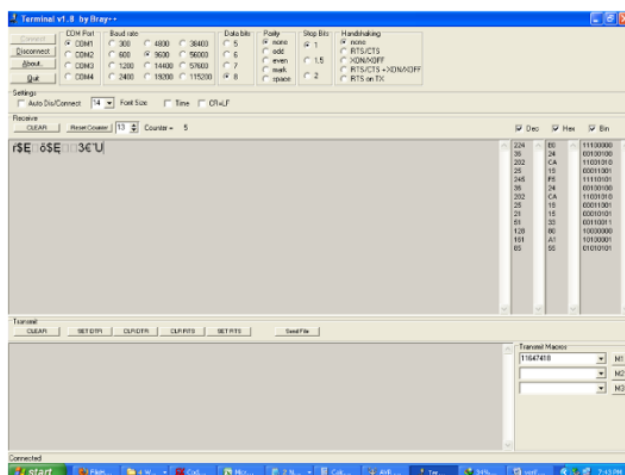 Terminal v1.8 by Bray++
Connect
Disconnect
About..
Quit
COM Port
COM1
COM2
COM3
COM4
Baud rate
300 4800 38400
600 9600 56000
1200 14400 57600
2400 19200 115200
Data bits
5
6
7
8
Parity
none
odd
even
mark
space
Stop Bits
1
1.5
2
Handshaking
none
RTS/CTS
XON/XOFF
RTS/CTS +XON/XOFF
RTS on TX
Settings
Auto Dis/Connect 14 Font Size Time CR=LF
Receive
CLEAR Reset Counter 13 Counter = 5 Dec Hex Bin
224 E0 11100000
36 24 00100100
202 CA 11001010
25 19 00011001
245 F5 11110101
36 24 00100100
202 CA 11001010
25 19 00011001
21 15 00010101
51 33 00110011
128 80 10000000
161 A1 10100001
85 55 01010101
Transmit
CLEAR SET DTR CLR DTR CLR RTS SET RTS Send File
Transmit Macros
11647418 M1
M2
M3
Connected
start Ter... 7:43 PM